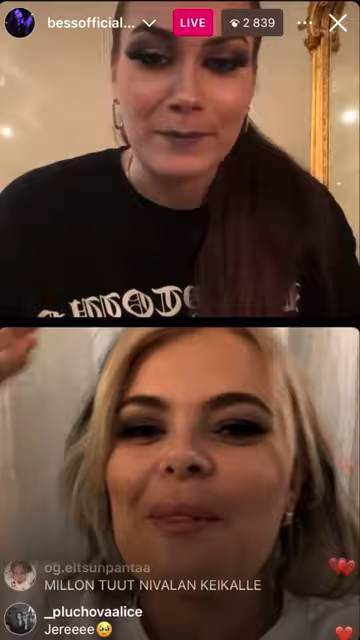 bessofficial...
LIVE
2 839
og.eltsunpantaa
MILLON TUUT NIVALAN KEIKALLE
_pluchovaalice
Jereeee🥹